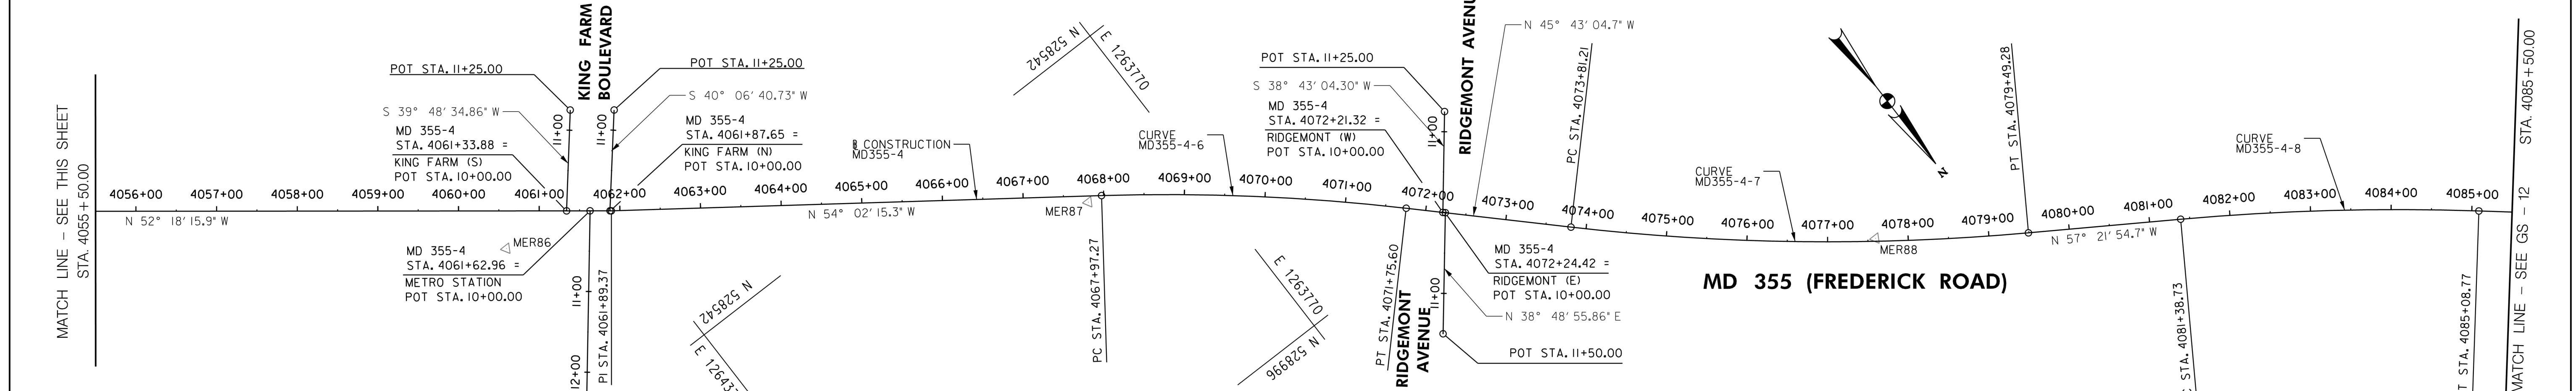 MATCH LINE - SEE THIS SHEET
STA. 4055+50.00
4056+00 4057+00 4058+00 4059+00 4060+00 4061+00 4062+00 4063+00 4064+00 4065+00 4066+00 4067+00 4068+00 4069+00 4070+00 4071+00 4072+00 4073+00 4074+00 4075+00 4076+00 4077+00 4078+00 4079+00 4080+00 4081+00 4082+00 4083+00 4084+00 4085+00
N 52° 18' 15.9" W
POT STA. 11+25.00
S 39° 48' 34.86" W
MD 355-4
STA. 4061+33.88 =
KING FARM (S)
POT STA. 10+00.00
11+00
KING FARM
BOULEVARD
11+00
POT STA. 11+25.00
S 40° 06' 40.73" W
MD 355-4
STA. 4061+87.65 =
KING FARM (N)
POT STA. 10+00.00
MER86
MD 355-4
STA. 4061+62.96 =
METRO STATION
POT STA. 10+00.00
11+00
12+00
PI STA. 4061+89.37
N 528542
N 54° 02' 15.3" W
CONSTRUCTION
MD355-4
N 528542
E 1263770
MER87
PC STA. 4067+97.27
CURVE
MD355-4-6
E 1263770
N 528996
POT STA. 11+25.00
S 38° 43' 04.30" W
MD 355-4
STA. 4072+21.32 =
RIDGEMONT (W)
POT STA. 10+00.00
11+00
RIDGEMONT
N 45° 43' 04.7" W
PT STA. 4071+75.60
RIDGEMONT
AVENUE
11+00
MD 355-4
STA. 4072+24.42 =
RIDGEMONT (E)
POT STA. 10+00.00
N 38° 48' 55.86" E
POT STA. 11+50.00
PC STA. 4073+81.21
CURVE
MD355-4-7
N
MER88
MD 355 (FREDERICK ROAD)
PT STA. 4079+49.28
N 57° 21' 54.7" W
STA. 4081+38.73
CURVE
MD355-4-8
STA. 4085+08.77
MATCH LINE - SEE GS - 12 STA. 4085+50.00